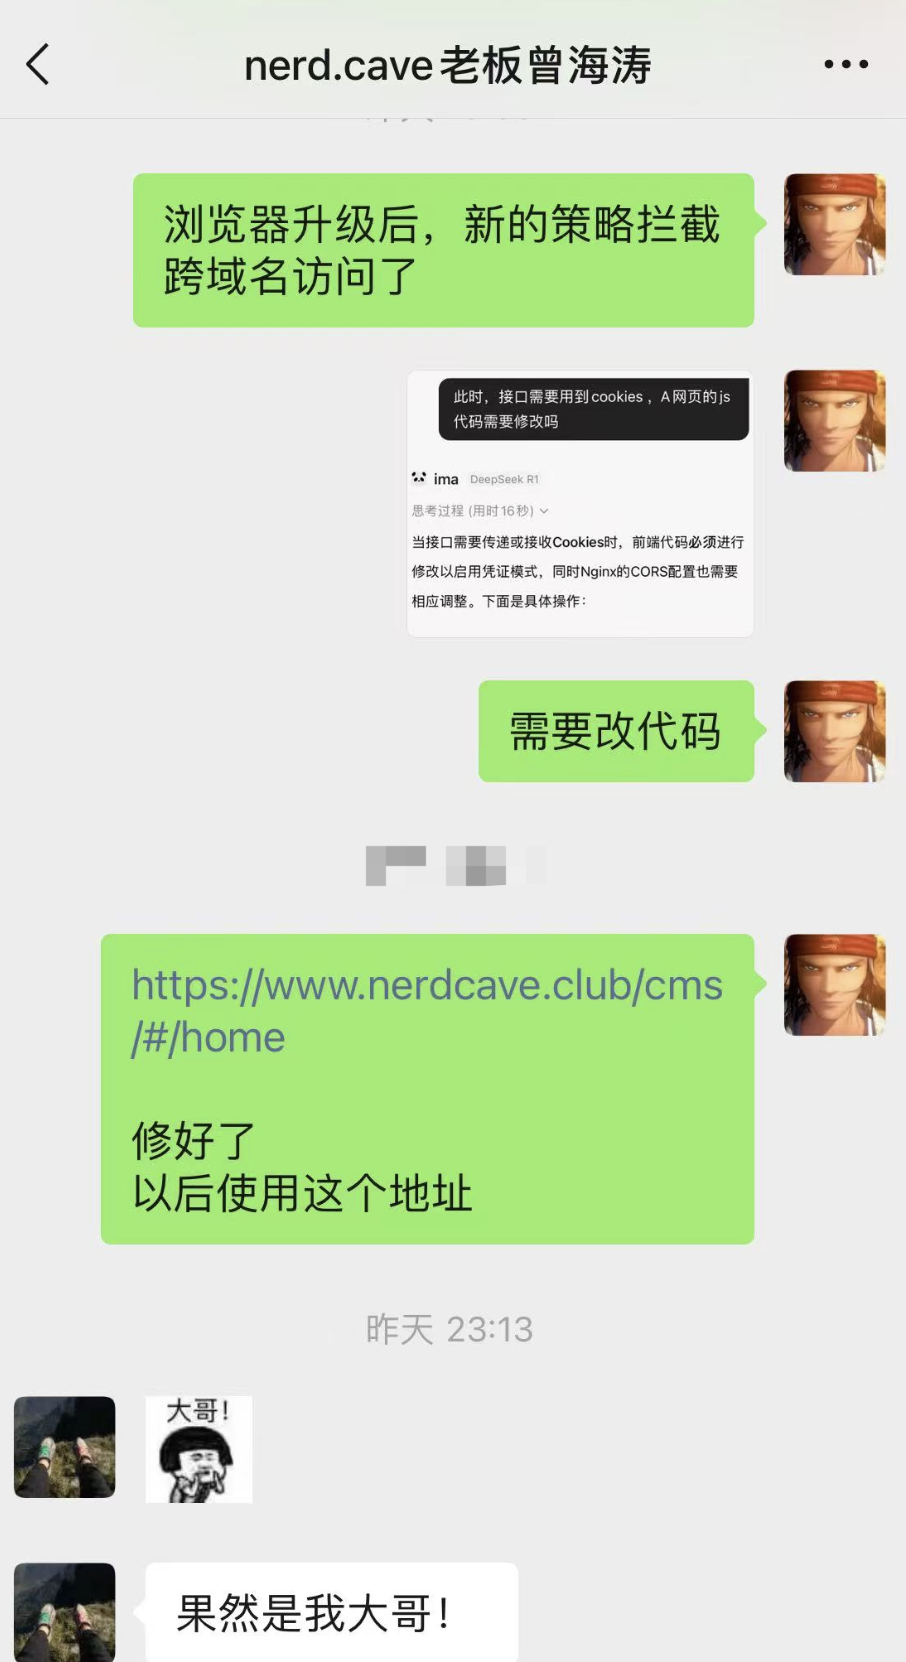 nerd.cave老板曾海涛
浏览器升级后，新的策略拦截
跨域名访问了
此时，接口需要用到cookies，A网页的js
代码需要修改吗
ima DeepSeek R1
思考过程 (用时16秒)
当接口需要传递或接收Cookies时，前端代码必须进行
修改以启用凭证模式，同时Nginx的CORS配置也需要
相应调整。下面是具体操作：
需要改代码
https://www.nerdcave.club/cms
/#/home
修好了
以后使用这个地址
昨天 23:13
大哥！
果然是我大哥！